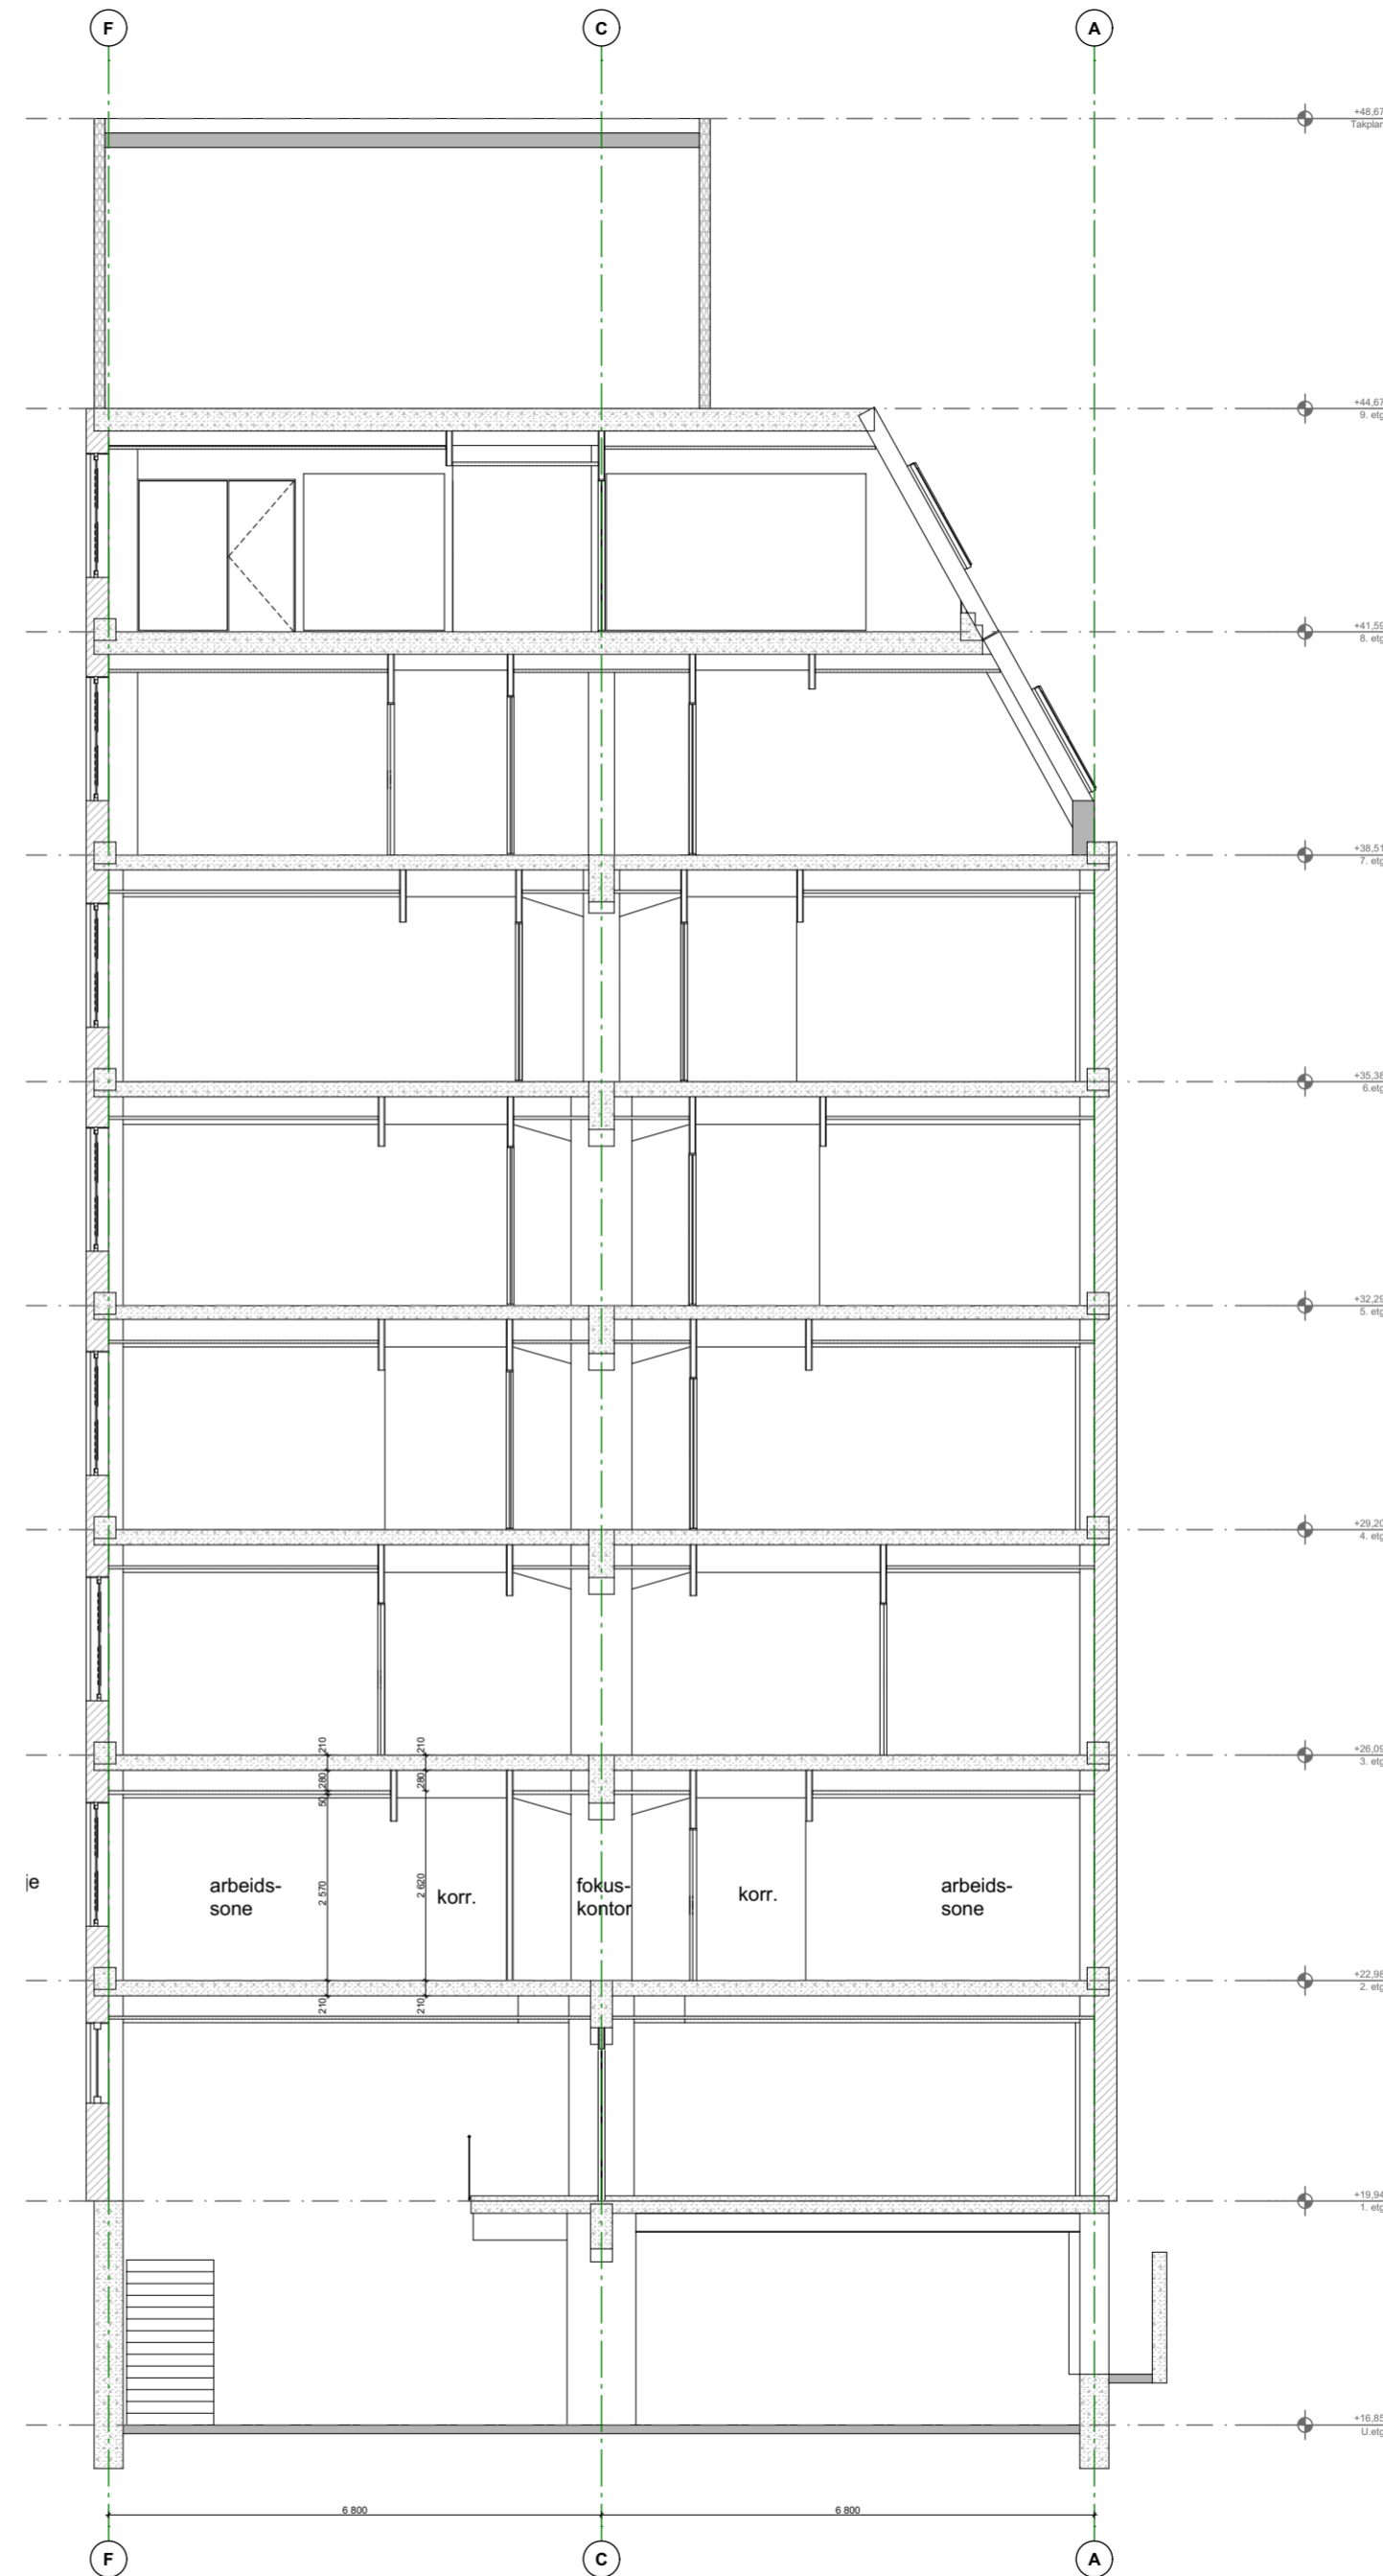 F
C
A
+48,67
Takplan
+44,67
9. etg
+41,59
8. etg
+38,51
7. etg
+35,38
6.etg
+32,29
5. etg
+29,20
4. etg
210
210
+26,09
3. etg
280
280
50
je
arbeids-
sone
2 570
2 620
korr.
fokus-
kontor
korr.
arbeids-
sone
+22,98
2. etg
210
210
+19,94
1. etg
+16,85
U.etg
6 800
6 800
F
C
A